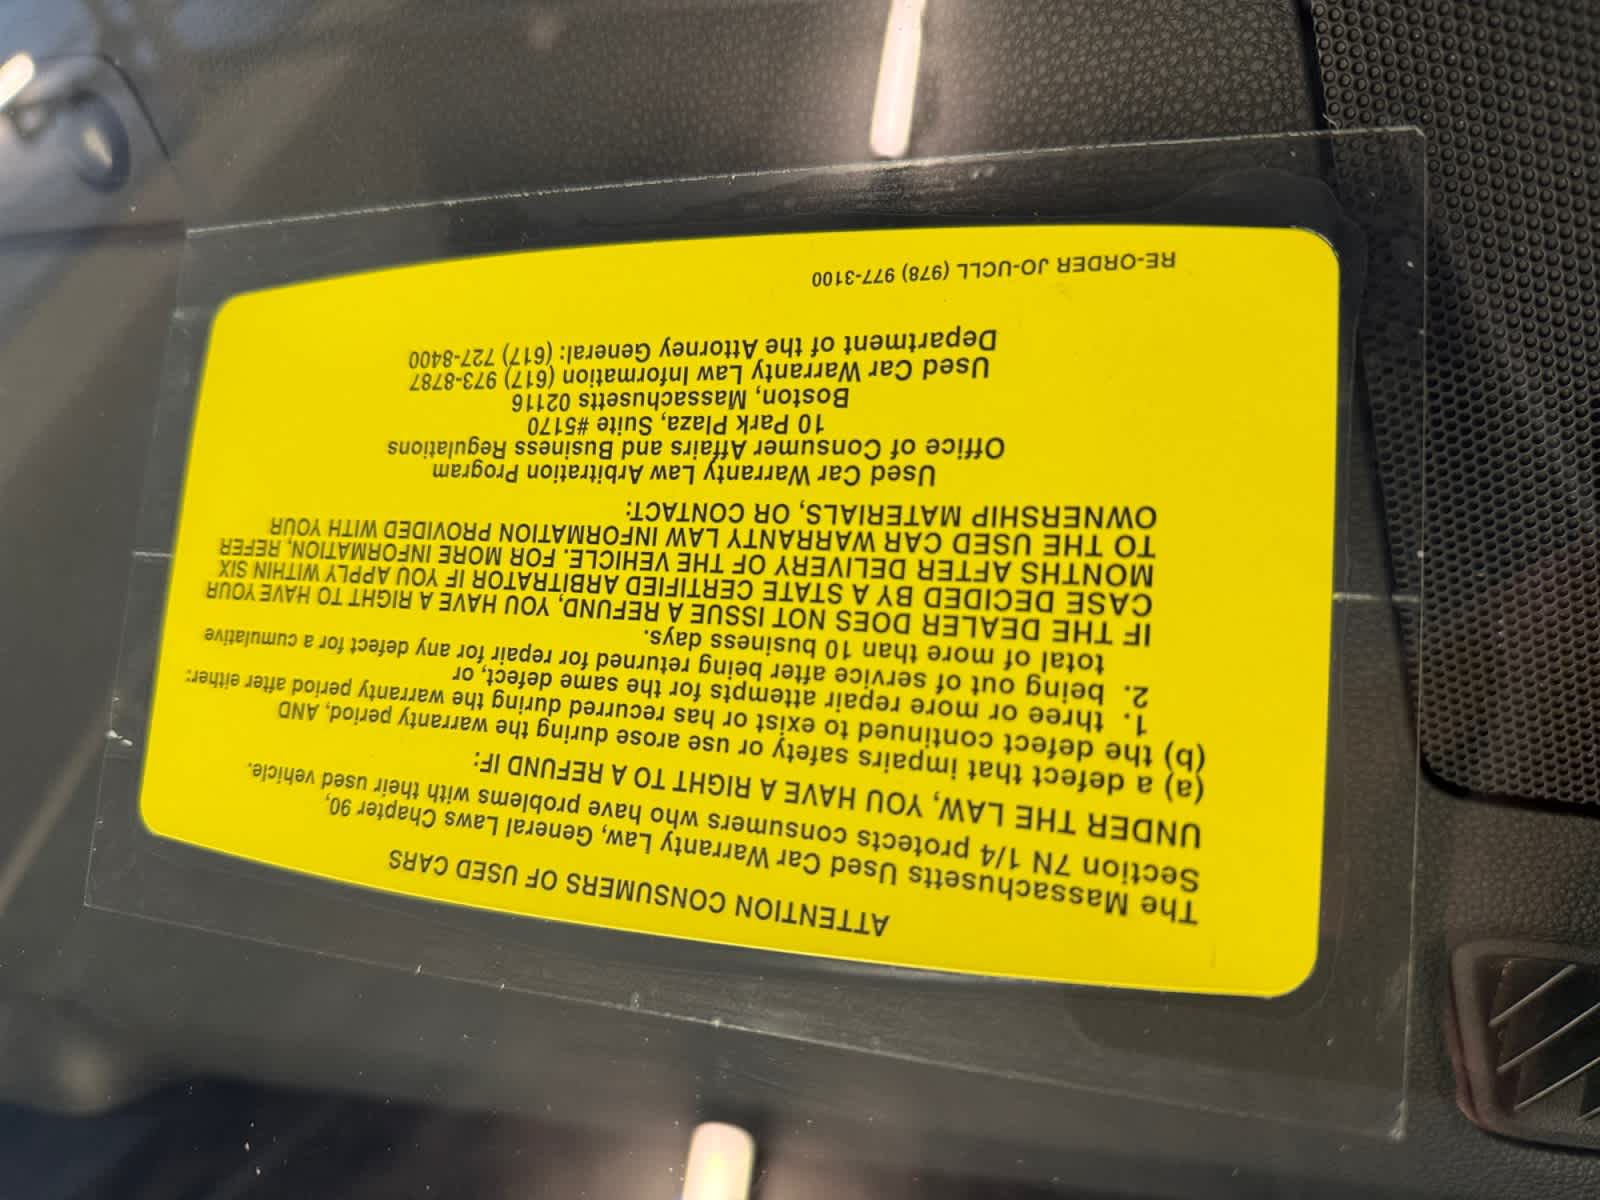 ATTENTION CONSUMERS OF USED CARS
The Massachusetts Used Car Warranty Law, General Laws Chapter 90,
Section 7N 1/4 protects consumers who have problems with their used vehicle.
UNDER THE LAW, YOU HAVE A RIGHT TO A REFUND IF:
(a) a defect that impairs safety or use arose during the warranty period, AND
(b) the defect continued to exist or has recurred during the warranty period after either:
1. three or more repair attempts for the same defect, or
2. being out of service after being returned for repair for any defect for a cumulative
total of more than 10 business days.
IF THE DEALER DOES NOT ISSUE A REFUND, YOU HAVE A RIGHT TO HAVE YOUR
CASE DECIDED BY A STATE CERTIFIED ARBITRATOR IF YOU APPLY WITHIN SIX
MONTHS AFTER DELIVERY OF THE VEHICLE. FOR MORE INFORMATION, REFER
TO THE USED CAR WARRANTY LAW INFORMATION PROVIDED WITH YOUR
OWNERSHIP MATERIALS, OR CONTACT:
Used Car Warranty Law Arbitration Program
Office of Consumer Affairs and Business Regulations
10 Park Plaza, Suite #5170
Boston, Massachusetts 02116
Used Car Warranty Law Information (617) 973-8787
Department of the Attorney General: (617) 727-8400
RE-ORDER JO-UCLL (978) 977-3100